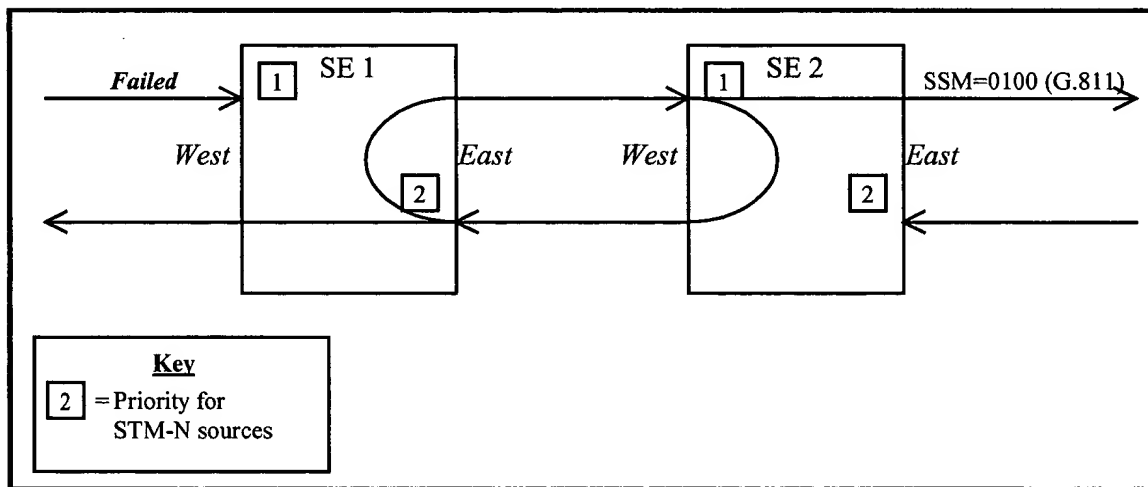 SE 1
SE 2
Failed
1
1
SSM=0100 (G.811)
West
East
West
East
2
2
Key
2 = Priority for
STM-N sources